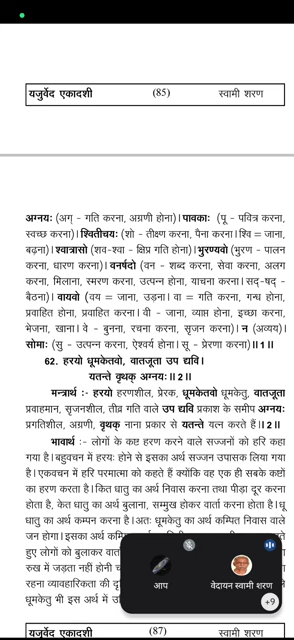 यजुर्वेद एकादशी (85) स्वामी शरण
अग्नयः (अग् - गति करना, अग्रणी होना)। पावकाः (पू - पवित्र करना,
स्वच्छ करना)। श्वितीचयः (शो - तीक्ष्ण करना, पैना करना। श्वि = जाना,
बढ़ना)। श्वात्रासो (शव-श्वा - क्षिप्र गति होना)। भुरण्यवो (भुरण - पालन
करना, धारण करना)। वनर्षदो (वन - शब्द करना, सेवा करना, अलग
करना, मिलाना, स्मरण करना, उत्पन्न होना, याचना करना। सद्-षद् -
बैठना)। वायवो (वय = जाना, उड़ना। वा = गति करना, गन्ध होना,
प्रवाहित होना, प्रवाहित करना। वी - जाना, व्याप्त होना, इच्छा करना,
भेजना, खाना। वे - बुनना, रचना करना, सृजन करना)। न (अव्यय)।
सोमाः (सु - उत्पन्न करना, ऐश्वर्य होना। सू - प्रेरणा करना)॥1॥
62. हरयो धूमकेतवो, वातजूता उप द्यवि।
यतन्ते वृथक् अग्नयः॥2॥
मन्त्रार्थ :- हरयो हरणशील, प्रेरक, धूमकेतवो धूमकेतु, वातजूता
प्रवाहमान, सृजनशील, तीव्र गति वाले उप द्यवि प्रकाश के समीप अग्नयः
प्रगतिशील, अग्रणी, वृथक् नाना प्रकार से यतन्ते यत्न करते हैं।॥2॥
भावार्थ :- लोगों के कष्ट हरण करने वाले सज्जनों को हरि कहा
गया है। बहुवचन में हरयः होने से इसका अर्थ सज्जन उपासक लिया गया
है। एकवचन में हरि परमात्मा को कहते हैं क्योंकि वह एक ही सबके कष्टों
का हरण करता है। कित धातु का अर्थ निवास करना तथा पीड़ा दूर करना
होता है, केत धातु का अर्थ बुलाना, सम्मुख होकर वार्ता करना होता है। धू
धातु का अर्थ कम्पन करना है। अतः धूमकेतु का अर्थ कम्पित निवास वाले
जन होगा। इसका अर्थ
हुए लोगों को बुलाकर
रुख में जड़ता नहीं होनी
रहना व्यावहारिकता की
धूमकेतु भी इस अर्थ में
आप
वेदायन स्वामी शरण
+9
यजुर्वेद एकादशी (87) स्वामी शरण